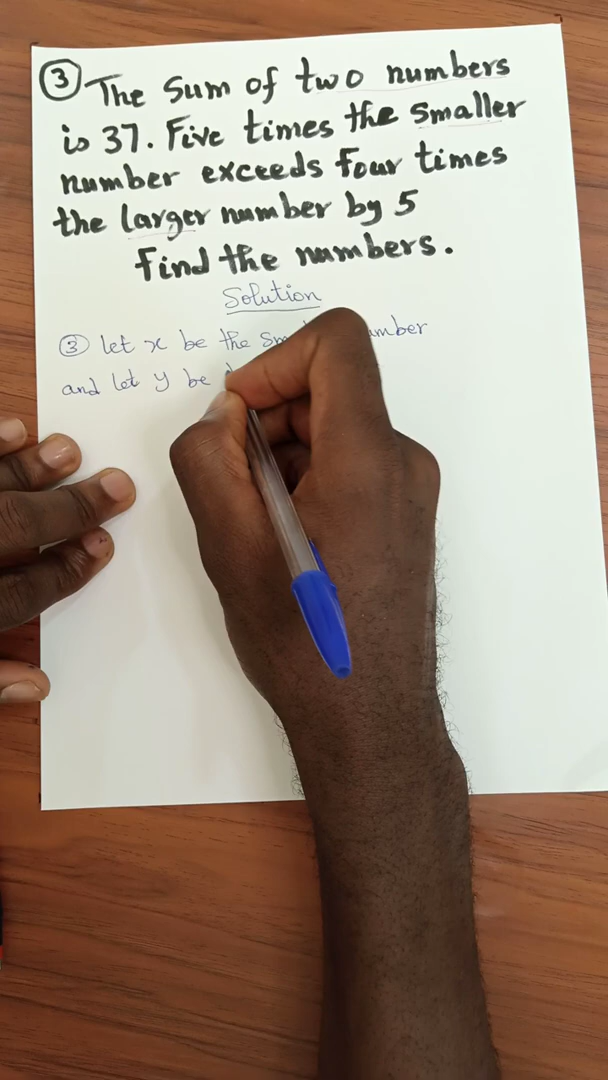 ③ The Sum of two numbers
is 37. Five times the smaller
number exceeds four times
the larger number by 5
find the numbers.
Solution
③ let x be the
and let y be